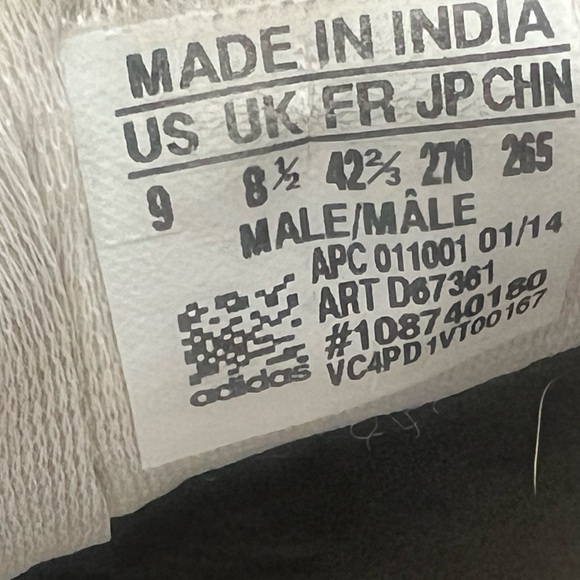 MADE IN INDIA
US UK FR JP CHN
9 8½ 42⅔ 270 265
MALE/MÂLE
APC 011001 01/14
ART D67361
#108740180
VC4PD1VT00167
adidas